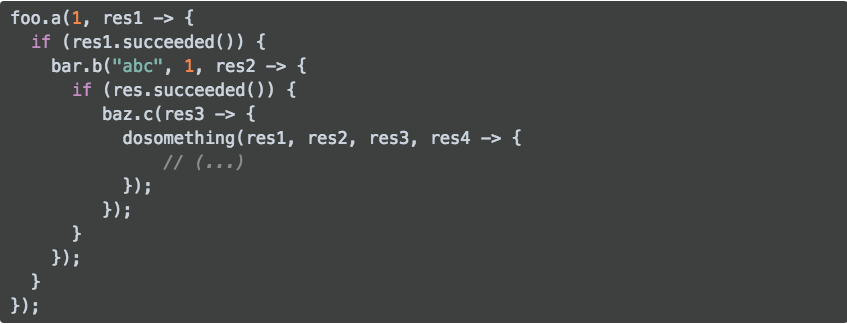 foo.a(1, res1 -> {
  if (res1.succeeded()) {
    bar.b("abc", 1, res2 -> {
      if (res.succeeded()) {
         baz.c(res3 -> {
           dosomething(res1, res2, res3, res4 -> {
               // (...)
           });
         });
      }
    });
  }
});